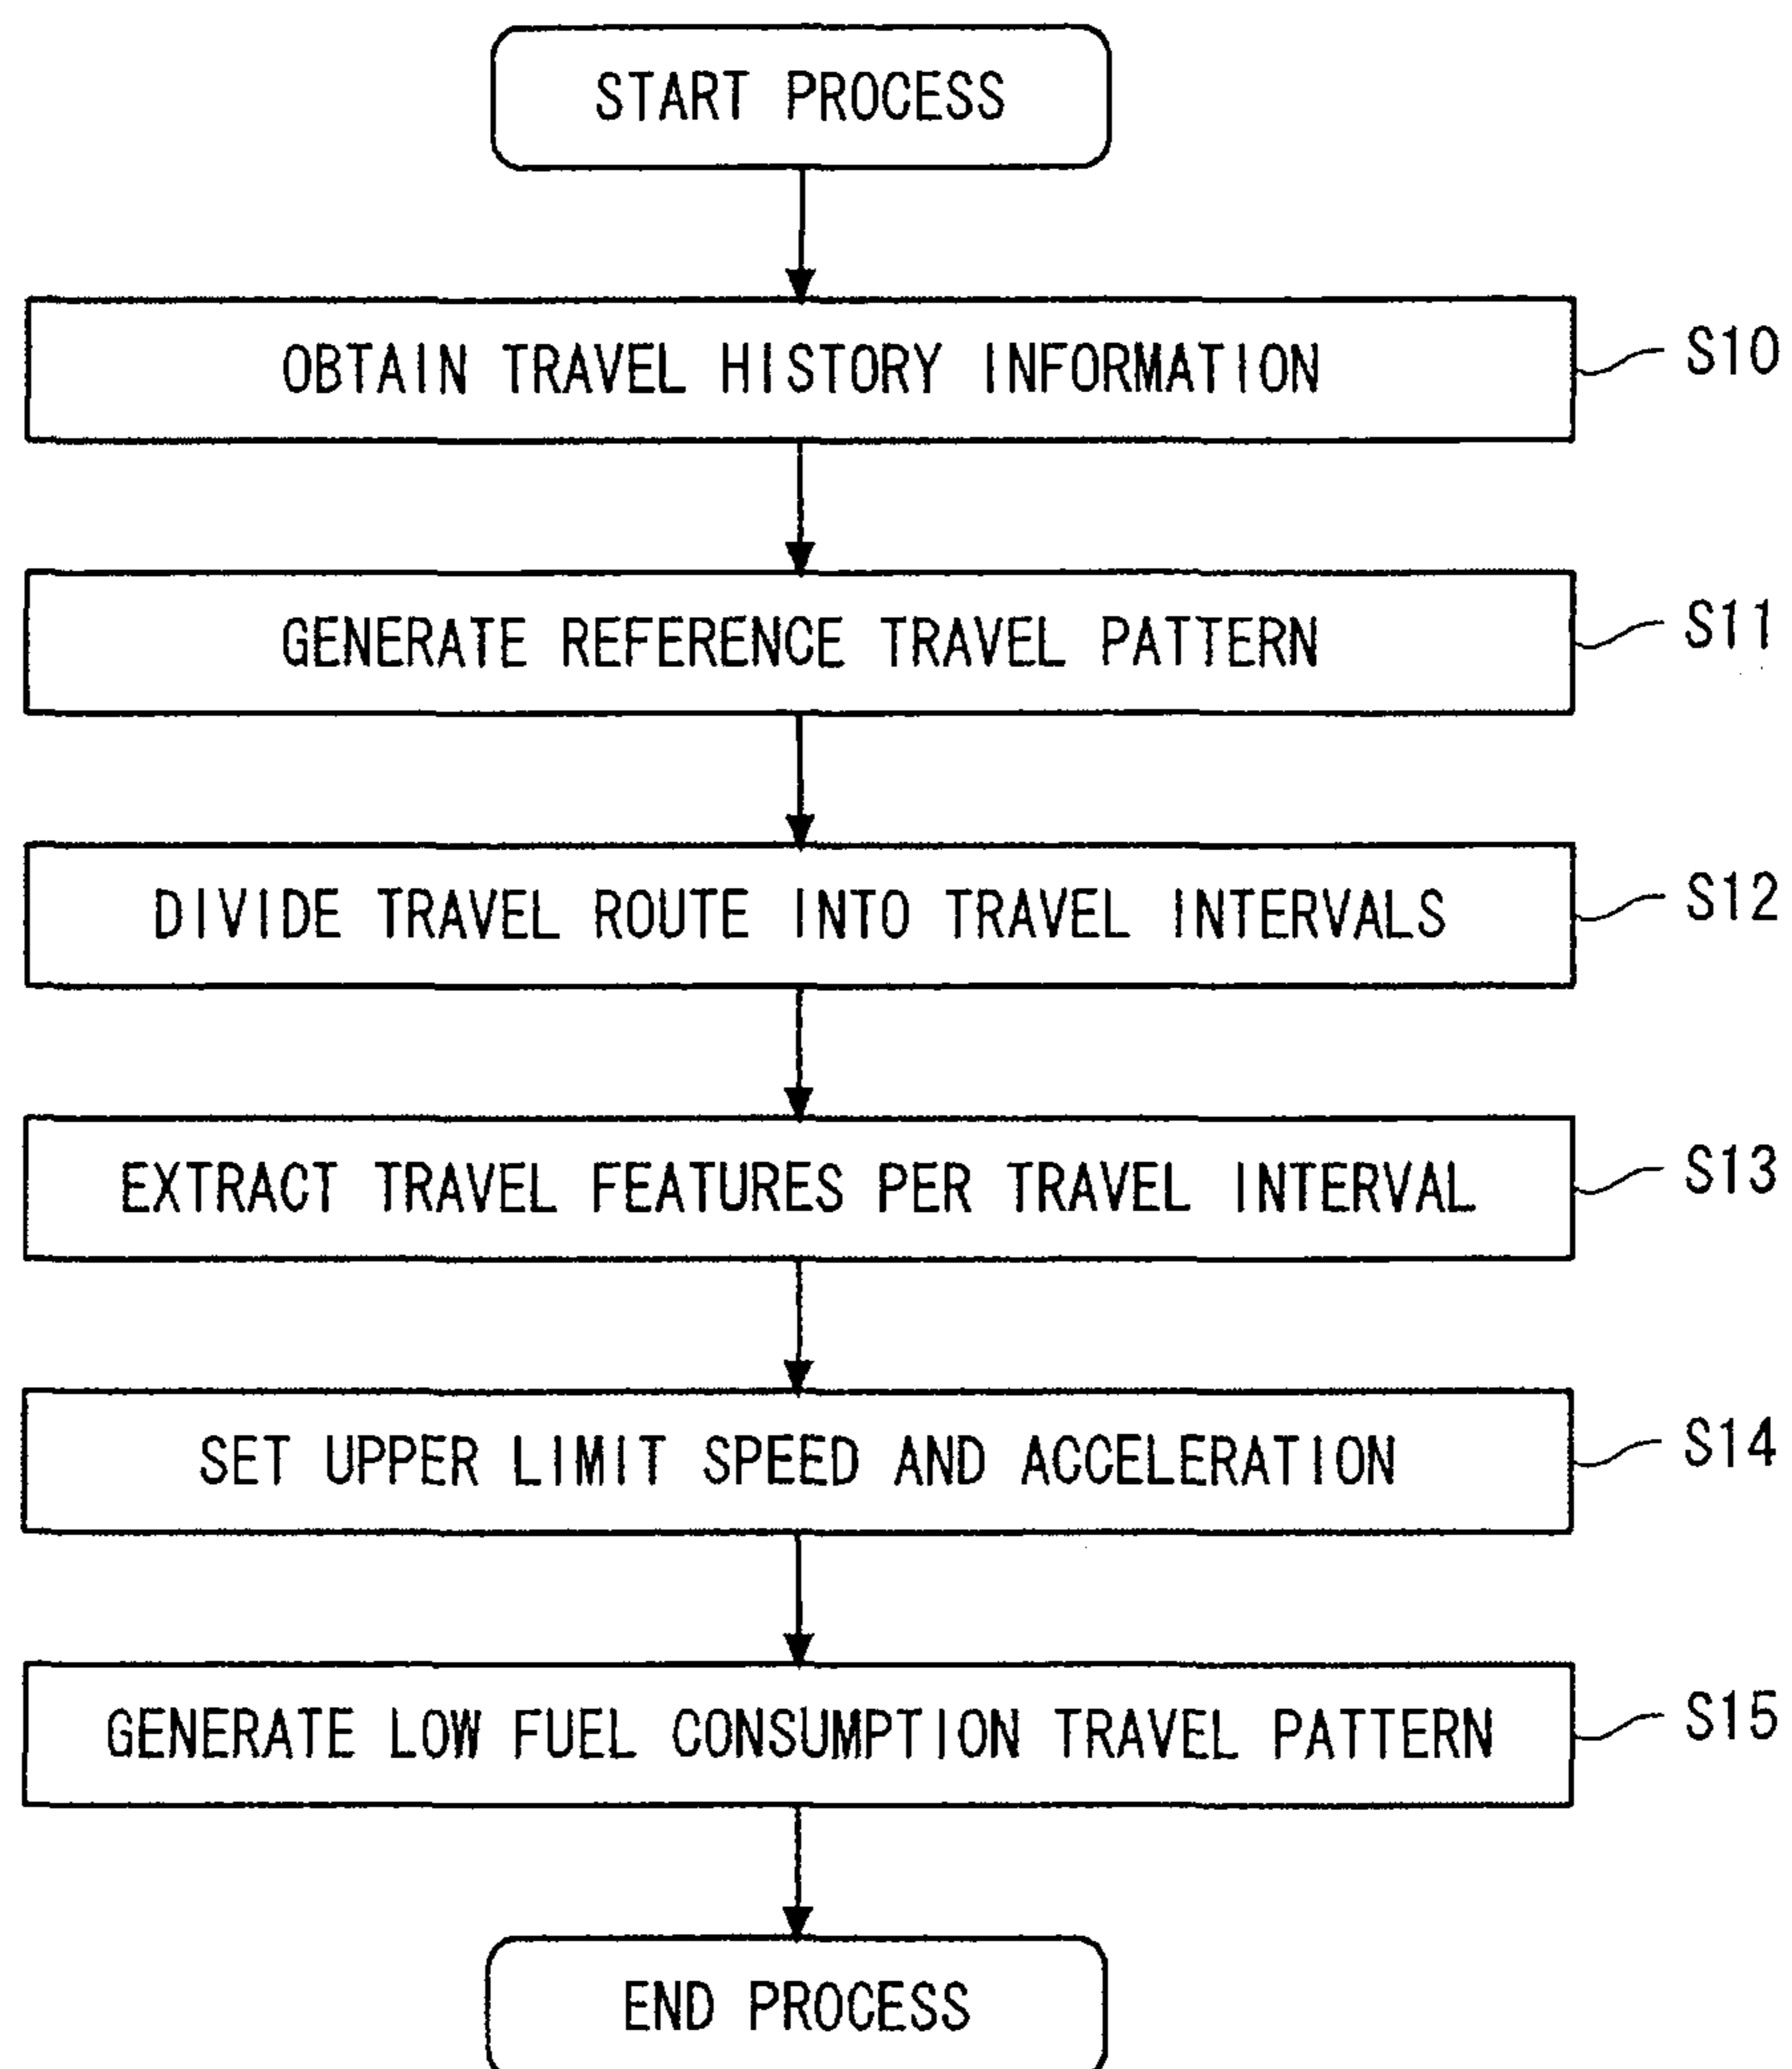 START PROCESS
OBTAIN TRAVEL HISTORY INFORMATION
S10
GENERATE REFERENCE TRAVEL PATTERN
S11
DIVIDE TRAVEL ROUTE INTO TRAVEL INTERVALS
S12
EXTRACT TRAVEL FEATURES PER TRAVEL INTERVAL
S13
SET UPPER LIMIT SPEED AND ACCELERATION
S14
GENERATE LOW FUEL CONSUMPTION TRAVEL PATTERN
S15
END PROCESS